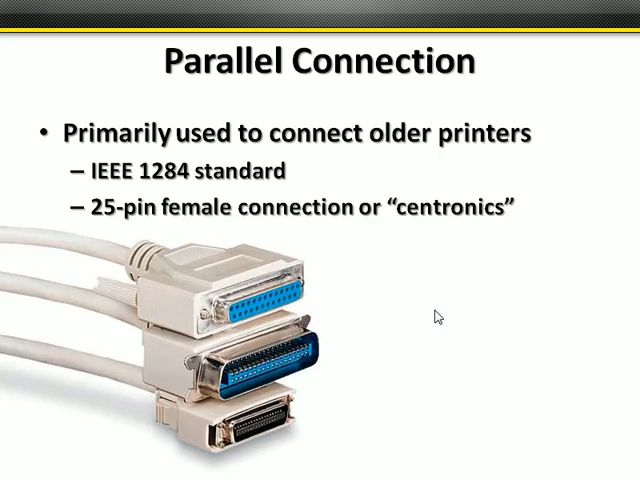 Parallel Connection
• Primarily used to connect older printers
– IEEE 1284 standard
– 25-pin female connection or “centronics”